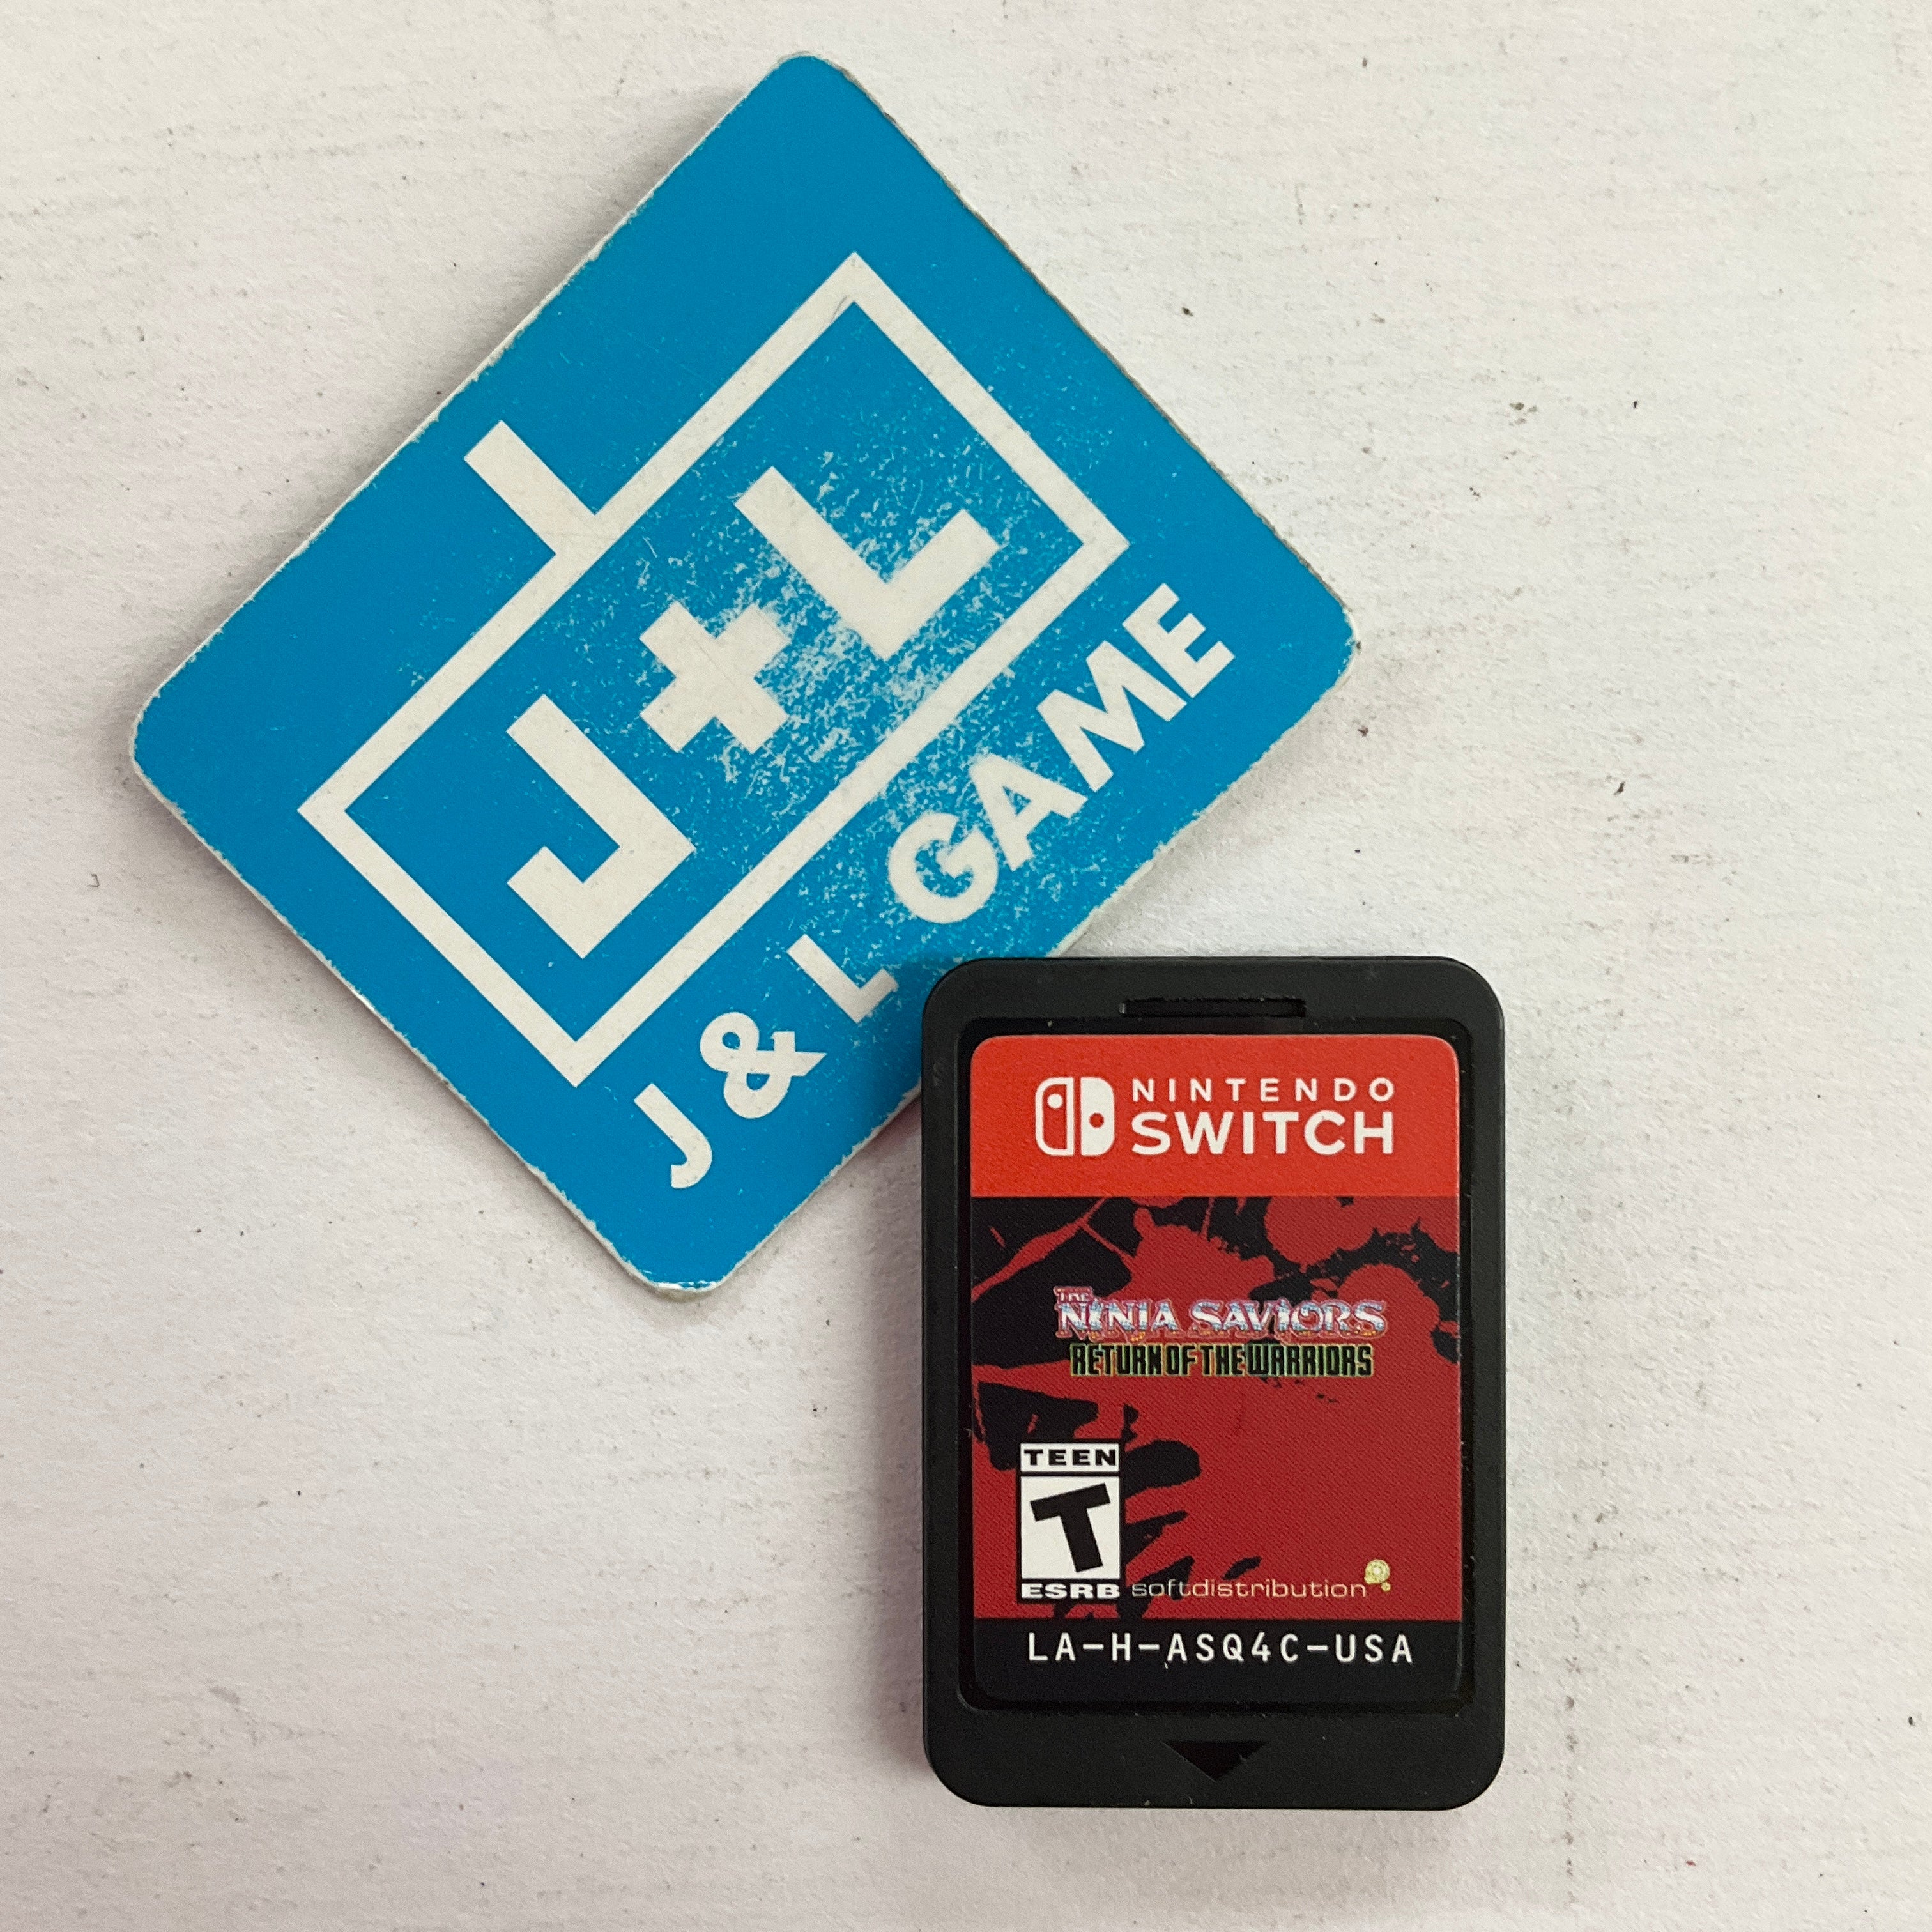 J+L
J & L GAME
NINTENDO
SWITCH
THE
NINJA SAVIORS
RETURN OF THE WARRIORS
TEEN
T
ESRB
softdistribution
LA-H-ASQ4C-USA